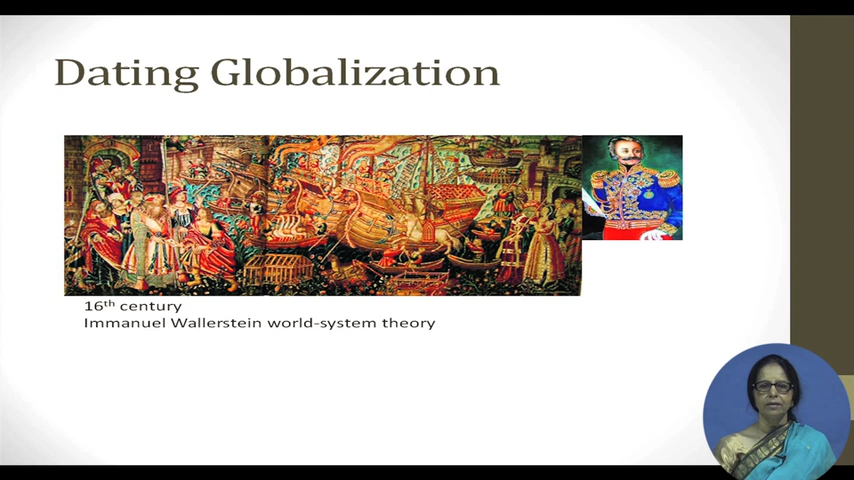 Dating Globalization
16th century
Immanuel Wallerstein world-system theory